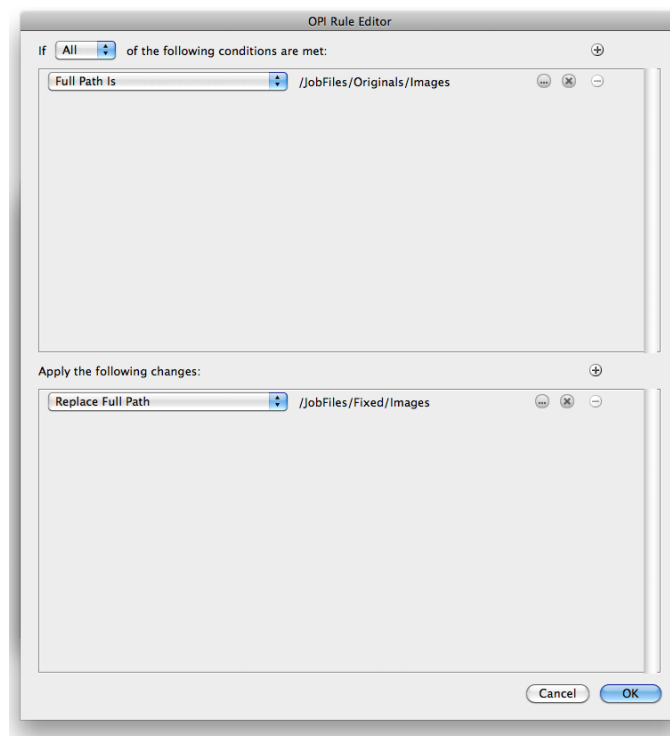 OPI Rule Editor
If All of the following conditions are met:
Full Path Is /JobFiles/Originals/Images
Apply the following changes:
Replace Full Path /JobFiles/Fixed/Images
Cancel OK